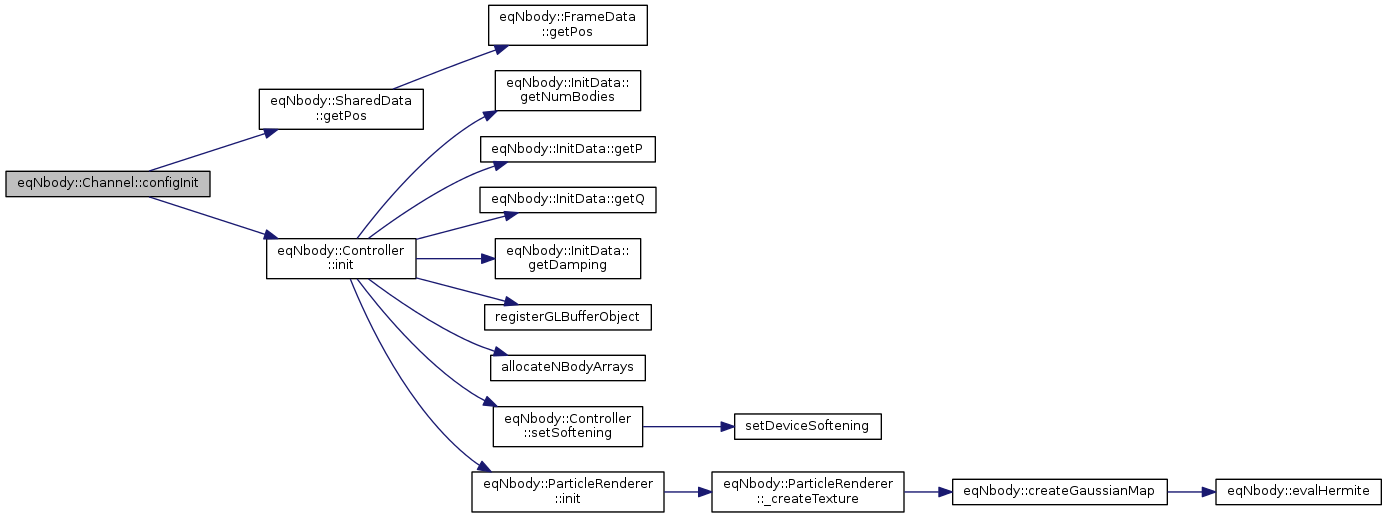 eqNbody::FrameData
::getPos
eqNbody::InitData::
getNumBodies
eqNbody::SharedData
::getPos
eqNbody::InitData::getP
eqNbody::Channel::configInit
eqNbody::InitData::getQ
eqNbody::Controller
::init
eqNbody::InitData::
getDamping
registerGLBufferObject
allocateNBodyArrays
eqNbody::Controller
::setSoftening
setDeviceSoftening
eqNbody::ParticleRenderer
::init
eqNbody::ParticleRenderer
::_createTexture
eqNbody::createGaussianMap
eqNbody::evalHermite